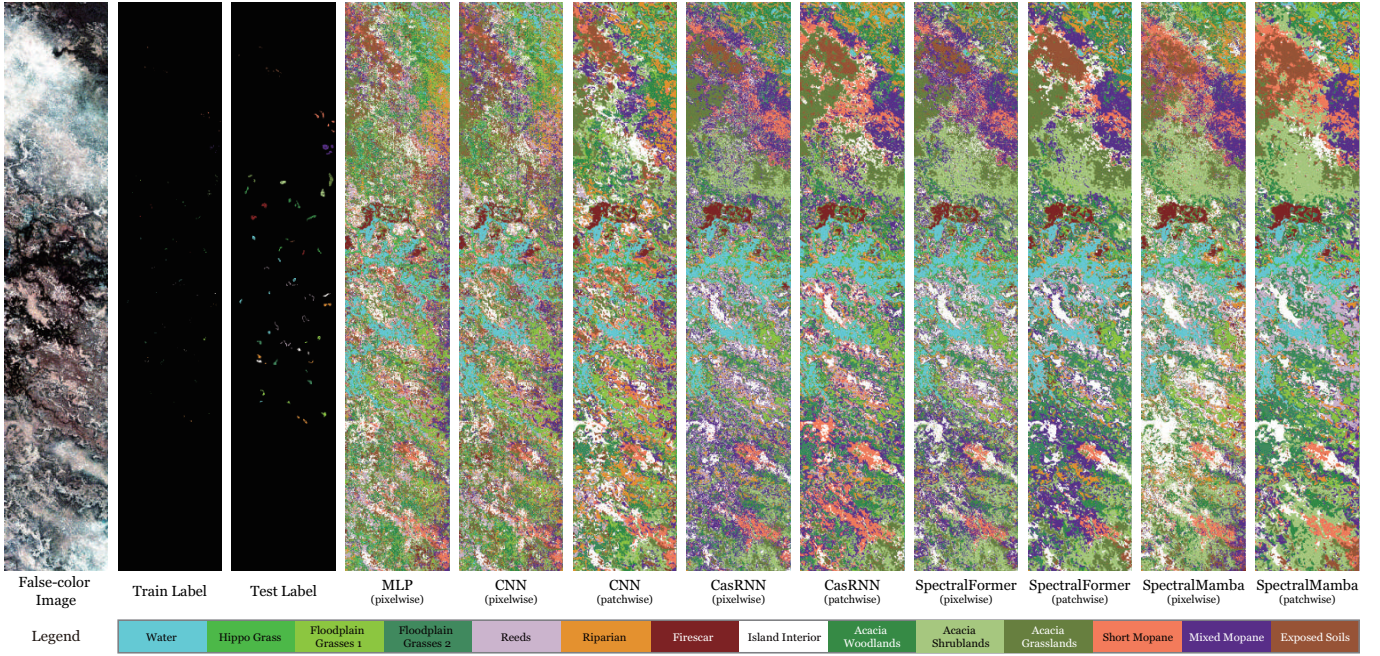 False-color
Image
Train Label
Test Label
MLP
(pixelwise)
CNN
(pixelwise)
CNN
(patchwise)
CasRNN
(pixelwise)
CasRNN
(patchwise)
SpectralFormer
(pixelwise)
SpectralFormer
(patchwise)
SpectralMamba
(pixelwise)
SpectralMamba
(patchwise)
Legend
Water
Hippo Grass
Floodplain
Grasses 1
Floodplain
Grasses 2
Reeds
Riparian
Firescar
Island Interior
Acacia
Woodlands
Acacia
Shrublands
Acacia
Grasslands
Short Mopane
Mixed Mopane
Exposed Soils